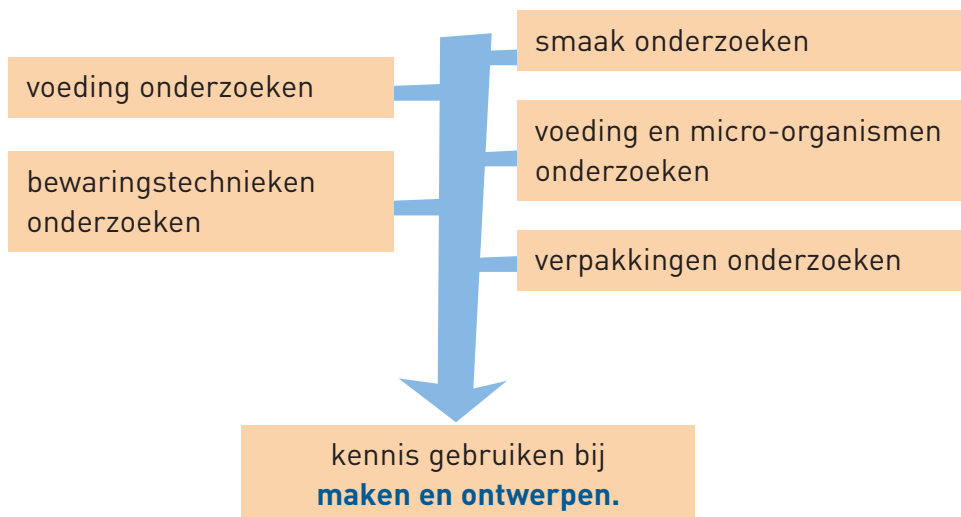 smaak onderzoeken
voeding onderzoeken
voeding en micro-organismen
onderzoeken
bewaringstechnieken
onderzoeken
verpakkingen onderzoeken
kennis gebruiken bij
maken en ontwerpen.